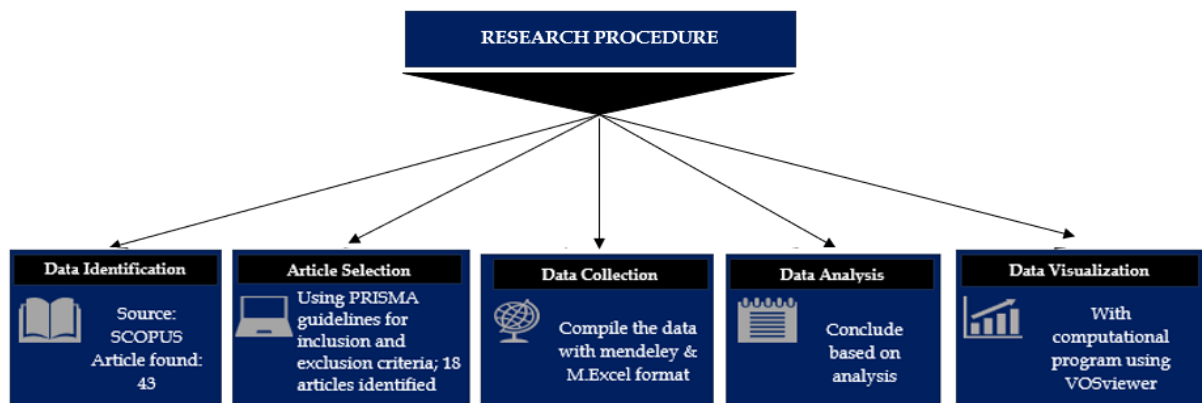 RESEARCH PROCEDURE
Data Identification
Source:
SCOPUS
Article found:
43
Article Selection
Using PRISMA
guidelines for
inclusion and
exclusion criteria; 18
articles identified
Data Collection
Compile the data
with mendeley &
M.Excel format
Data Analysis
Conclude
based on
analysis
Data Visualization
With
computational
program using
VOSviewer